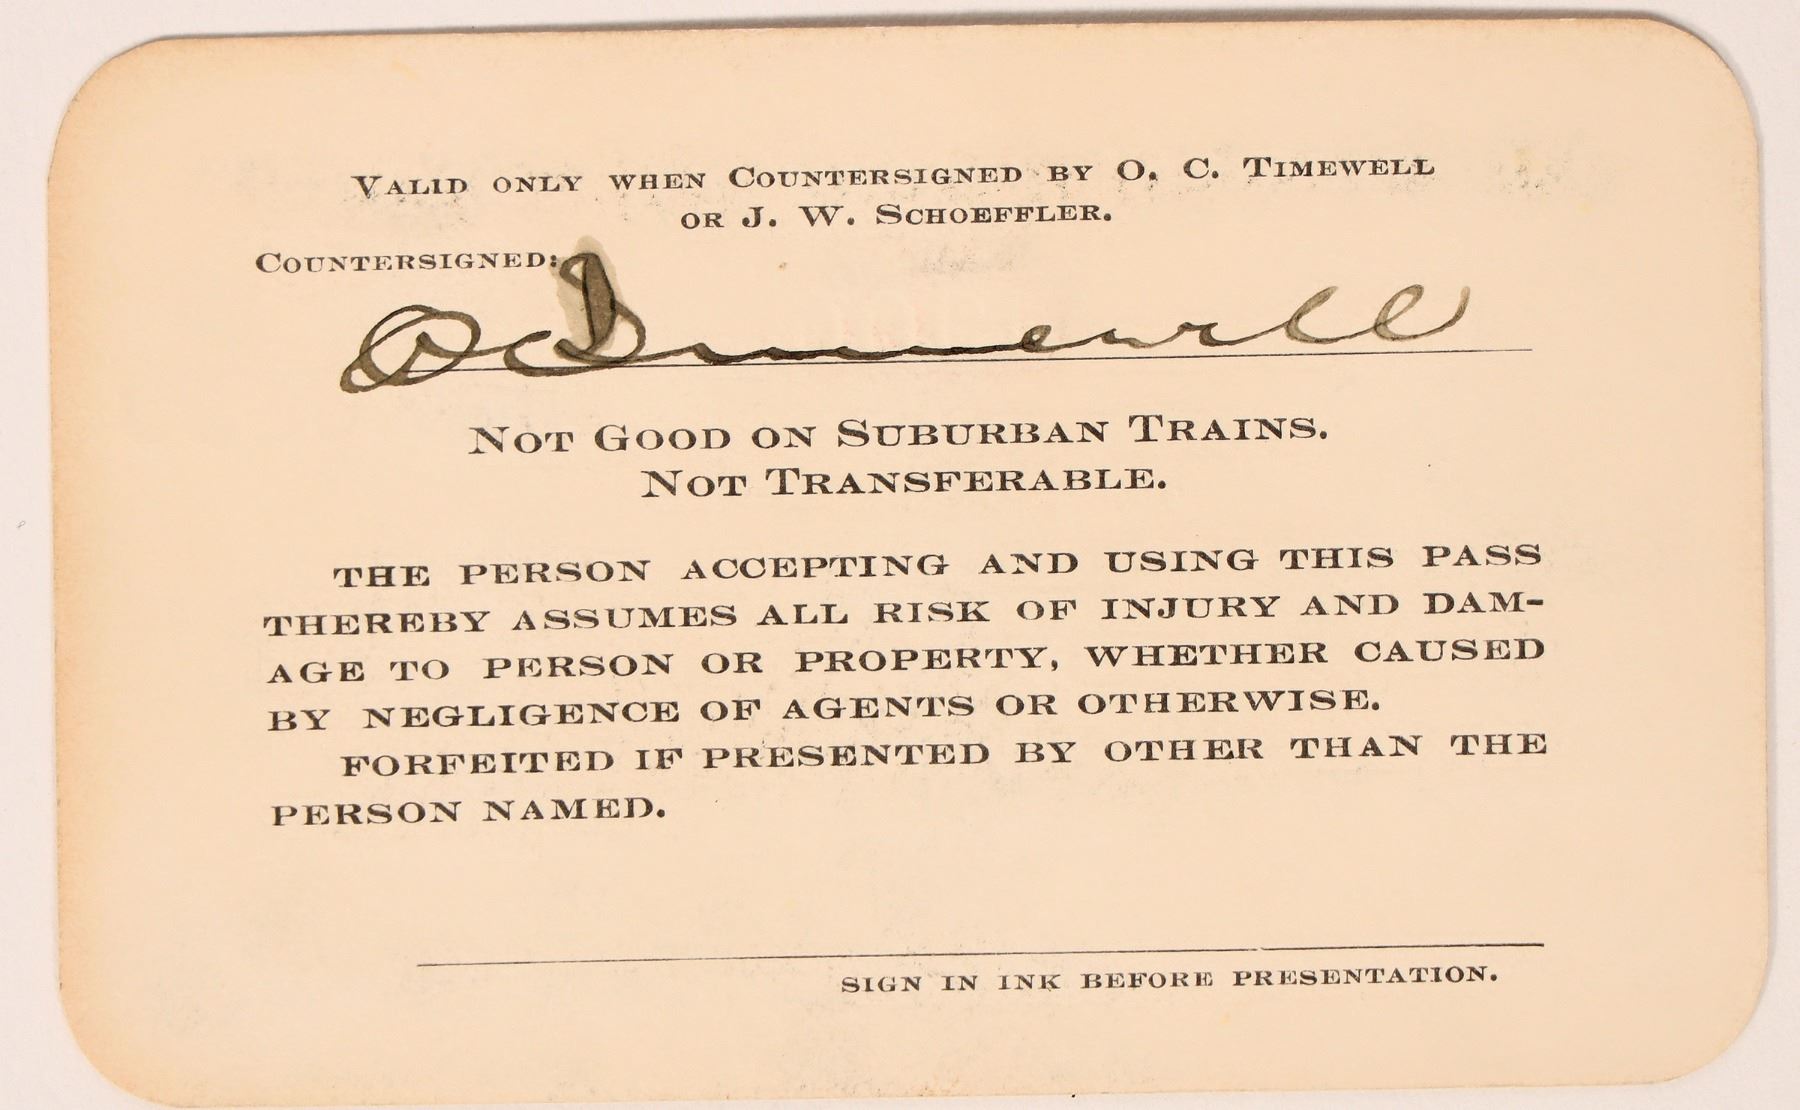 Valid only when Countersigned by O. C. Timewell
or J. W. Schoeffler.
Countersigned:
O C Timewell
Not Good on Suburban Trains.
Not Transferable.
THE PERSON ACCEPTING AND USING THIS PASS
THEREBY ASSUMES ALL RISK OF INJURY AND DAM-
AGE TO PERSON OR PROPERTY, WHETHER CAUSED
BY NEGLIGENCE OF AGENTS OR OTHERWISE.
FORFEITED IF PRESENTED BY OTHER THAN THE
PERSON NAMED.
SIGN IN INK BEFORE PRESENTATION.